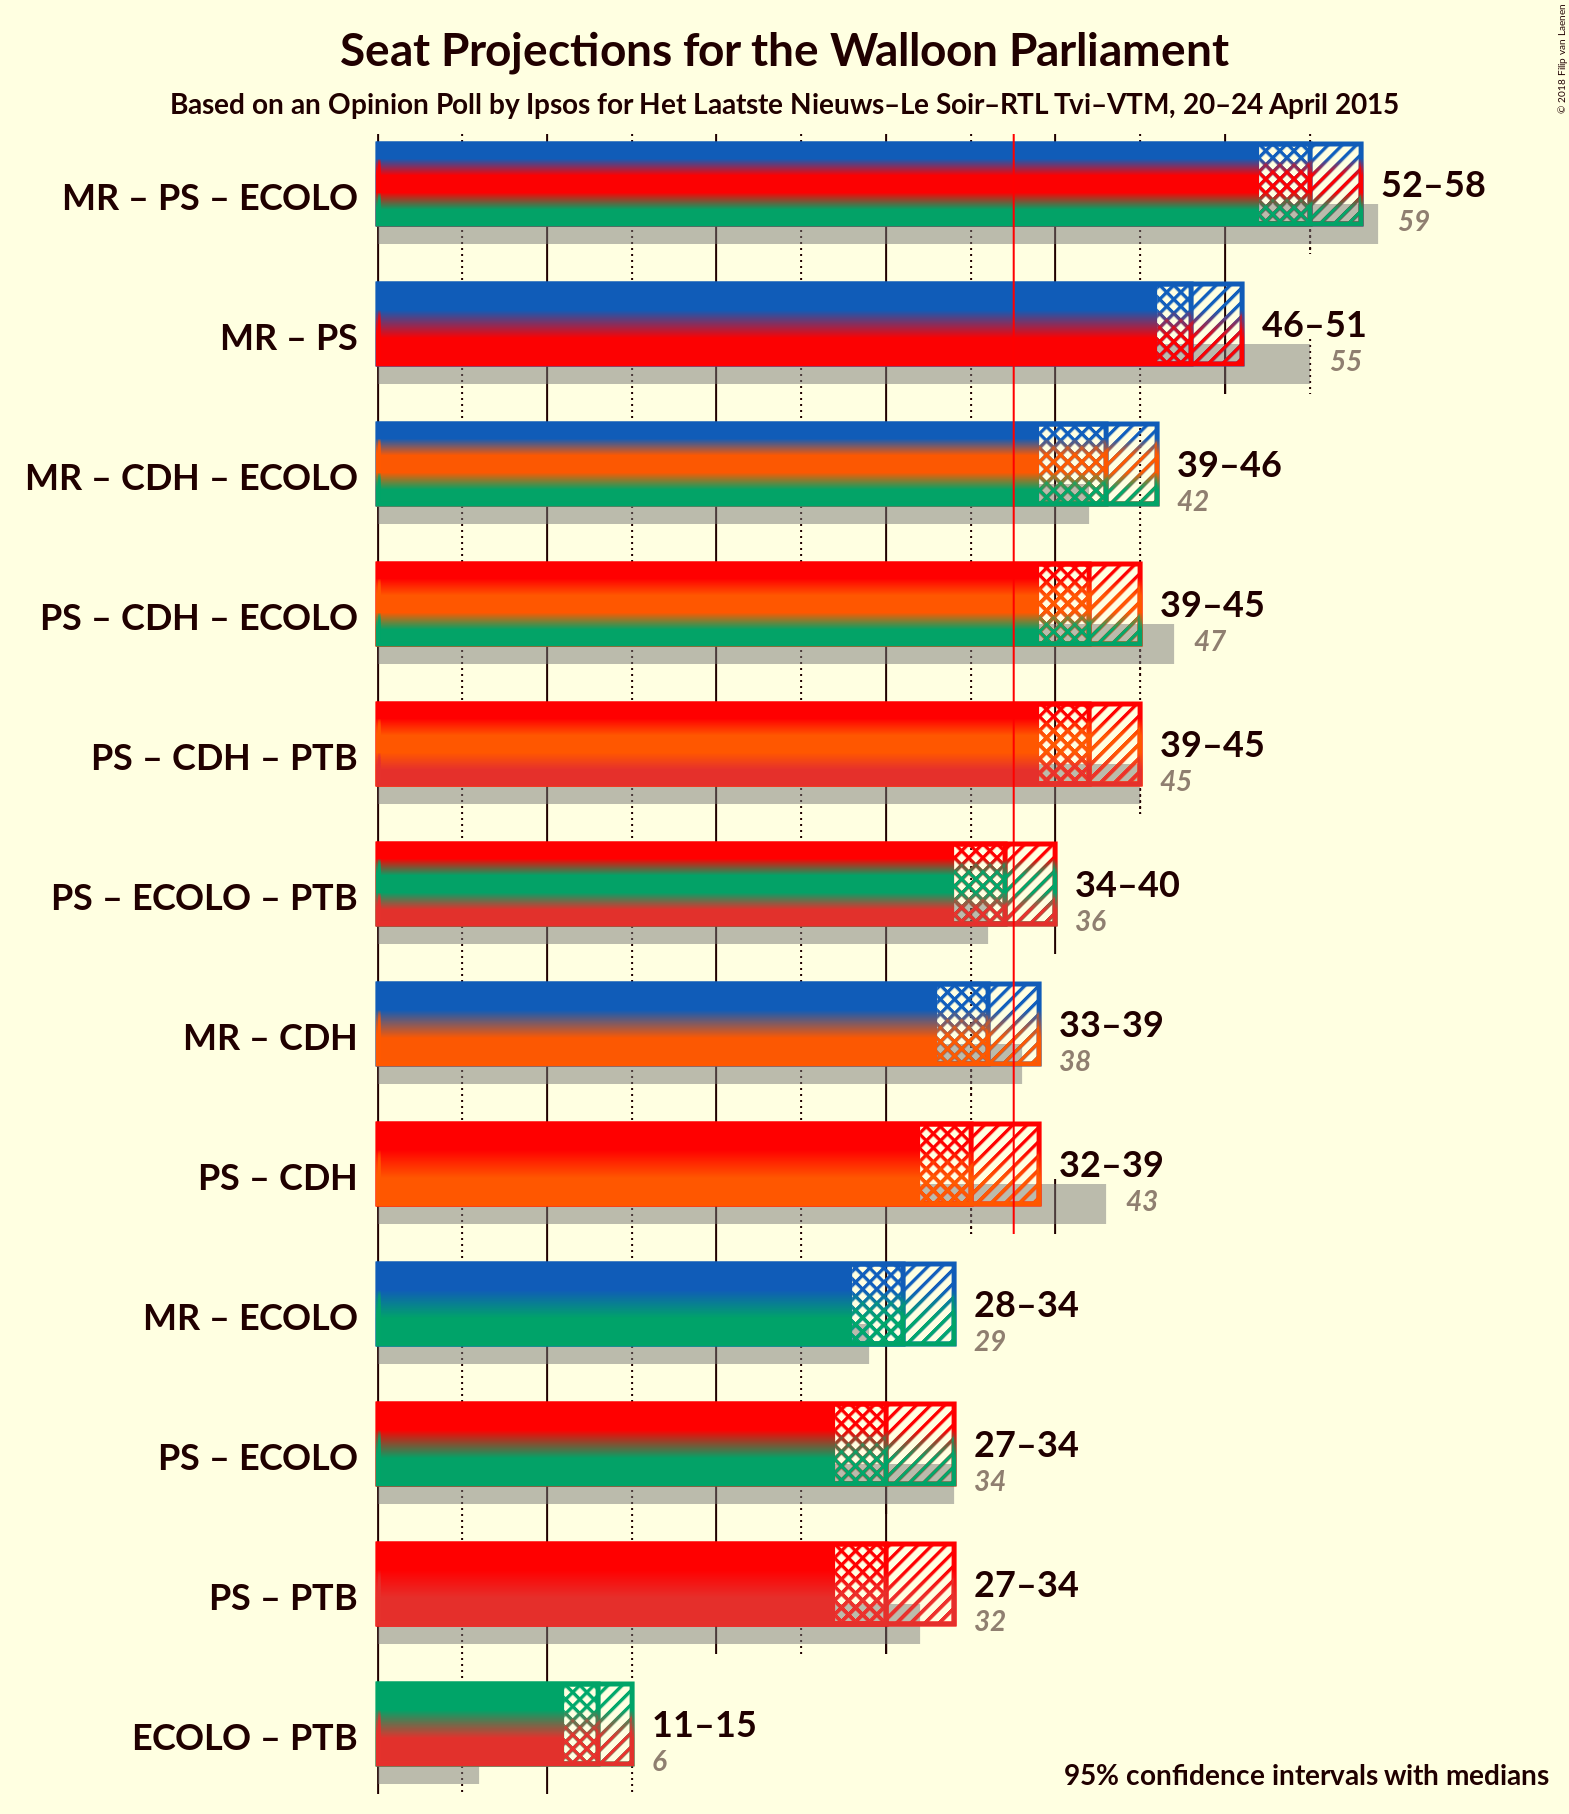 © 2018 Filip van Laenen
Seat Projections for the Walloon Parliament
Based on an Opinion Poll by Ipsos for Het Laatste Nieuws–Le Soir–RTL Tvi–VTM, 20–24 April 2015
MR – PS – ECOLO 52–58
59
MR – PS 46–51
55
MR – CDH – ECOLO 39–46
42
PS – CDH – ECOLO 39–45
47
PS – CDH – PTB 39–45
45
PS – ECOLO – PTB 34–40
36
MR – CDH 33–39
38
PS – CDH 32–39
43
MR – ECOLO 28–34
29
PS – ECOLO 27–34
34
PS – PTB 27–34
32
ECOLO – PTB 11–15
6
95% confidence intervals with medians